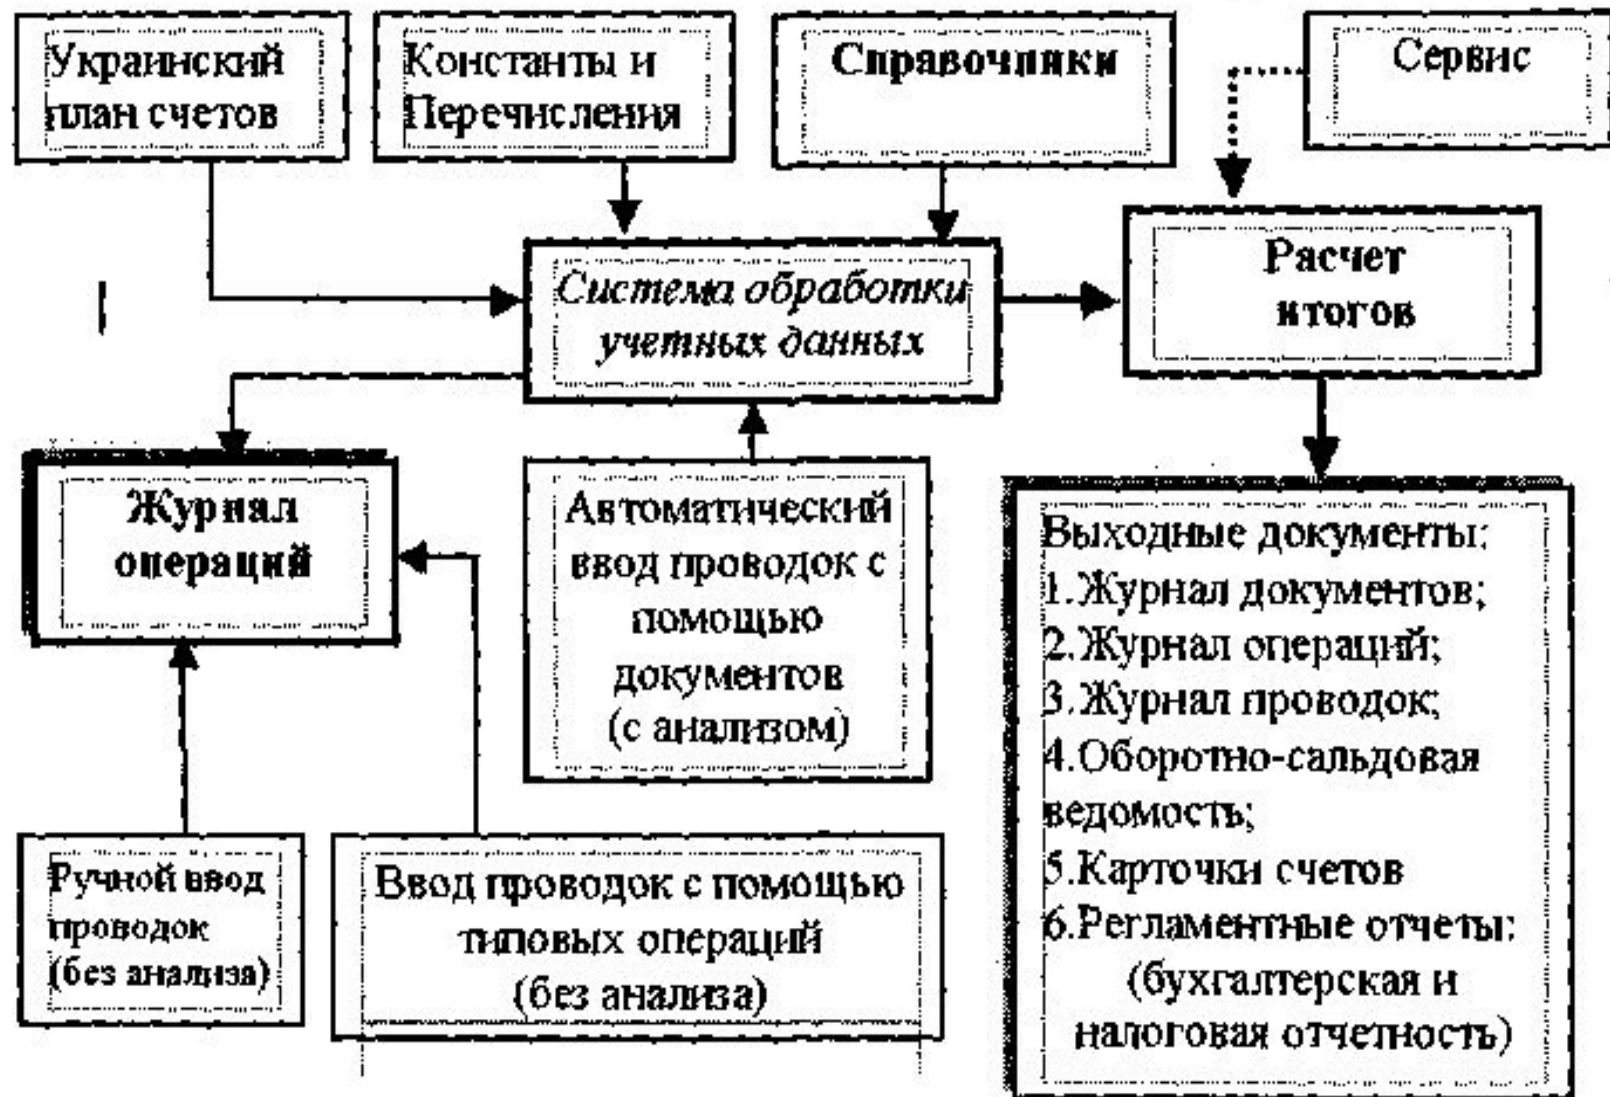 Украинский
план счетов
Константы и
Перечисления
Справочники
Сервис
Система обработки
учетных данных
Расчет
итогов
Журнал
операций
Автоматический
ввод проводок с
помощью
документов
(с анализом)
Выходные документы:
1.Журнал документов;
2.Журнал операций;
3.Журнал проводок;
4.Оборотно-сальдовая
ведомость;
5.Карточки счетов
6.Регламентные отчеты:
(бухгалтерская и
налоговая отчетность)
Ручной ввод
проводок
(без анализа)
Ввод проводок с помощью
типовых операций
(без анализа)